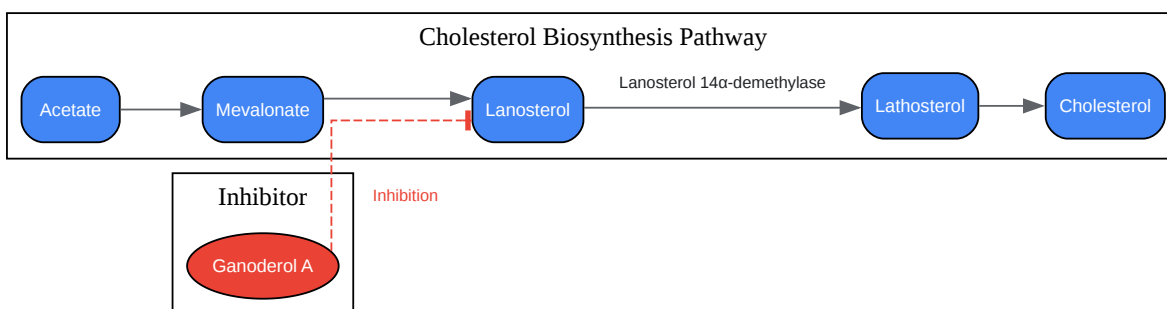 Cholesterol Biosynthesis Pathway
Lanosterol 14α-demethylase
Acetate
Mevalonate
Lanosterol
Lathosterol
Cholesterol
Inhibitor
Inhibition
Ganoderol A